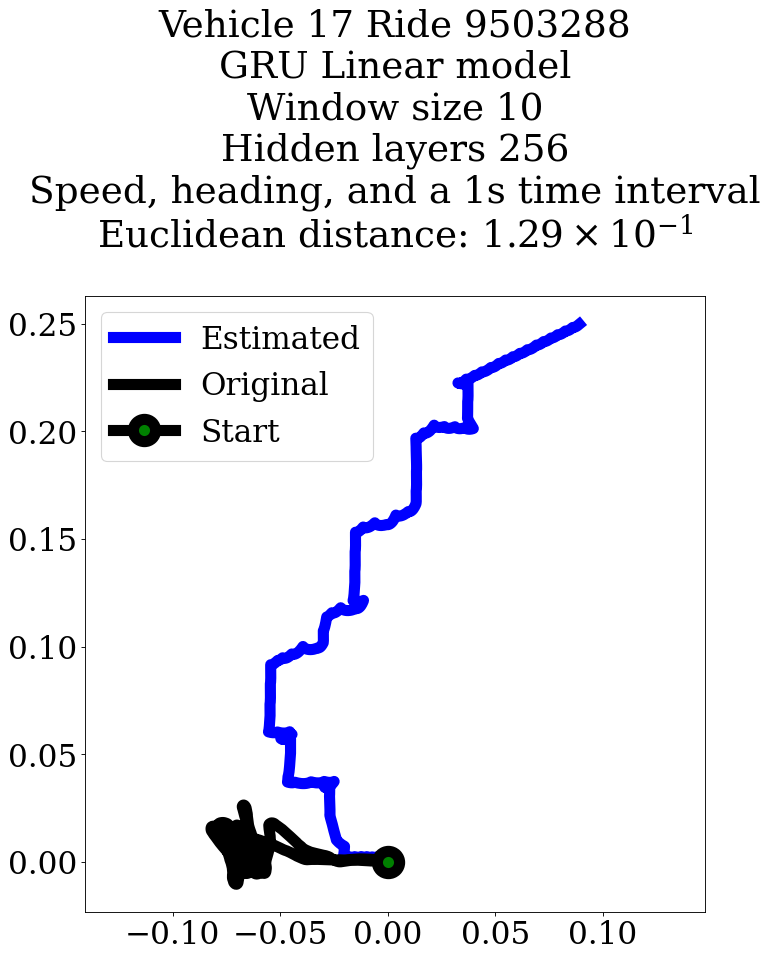 Vehicle 17 Ride 9503288
GRU Linear model
Window size 10
Hidden layers 256
Speed, heading, and a 1s time interval
Euclidean distance: 1.29 × 10⁻¹
Estimated
Original
Start
0.25
0.20
0.15
0.10
0.05
0.00
−0.10 −0.05 0.00 0.05 0.10